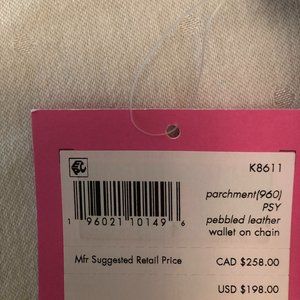 K8611
parchment(960)
PSY
pebbled leather
wallet on chain
1 96021 10149 6
Mfr Suggested Retail Price
CAD $258.00
USD $198.00